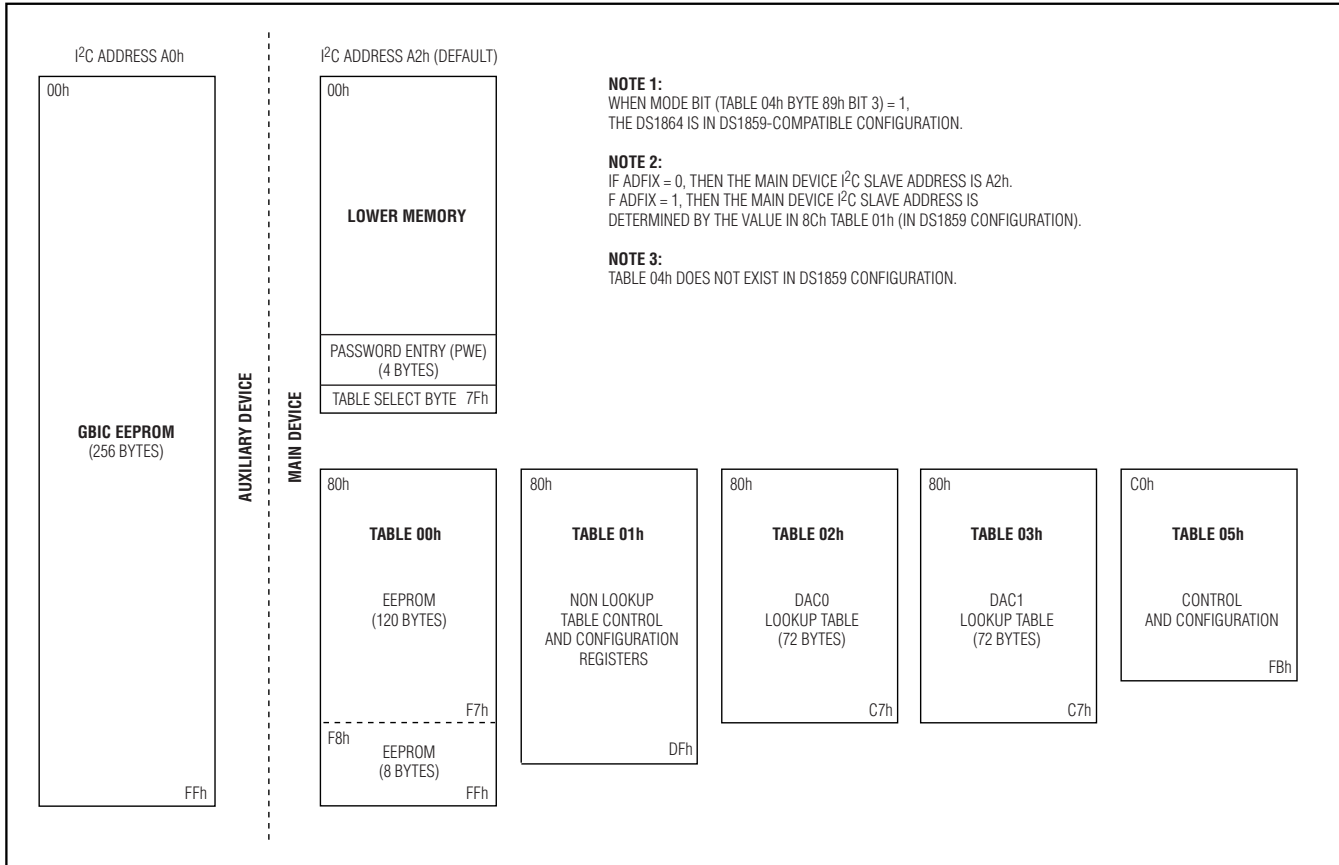 I²C ADDRESS A0h
00h
GBIC EEPROM
(256 BYTES)
FFh
AUXILIARY DEVICE
MAIN DEVICE
I²C ADDRESS A2h (DEFAULT)
00h
LOWER MEMORY
PASSWORD ENTRY (PWE)
(4 BYTES)
TABLE SELECT BYTE 7Fh
NOTE 1:
WHEN MODE BIT (TABLE 04h BYTE 89h BIT 3) = 1,
THE DS1864 IS IN DS1859-COMPATIBLE CONFIGURATION.
NOTE 2:
IF ADFIX = 0, THEN THE MAIN DEVICE I²C SLAVE ADDRESS IS A2h.
F ADFIX = 1, THEN THE MAIN DEVICE I²C SLAVE ADDRESS IS
DETERMINED BY THE VALUE IN 8Ch TABLE 01h (IN DS1859 CONFIGURATION).
NOTE 3:
TABLE 04h DOES NOT EXIST IN DS1859 CONFIGURATION.
80h
TABLE 00h
EEPROM
(120 BYTES)
F7h
F8h
EEPROM
(8 BYTES)
FFh
80h
TABLE 01h
NON LOOKUP
TABLE CONTROL
AND CONFIGURATION
REGISTERS
DFh
80h
TABLE 02h
DAC0
LOOKUP TABLE
(72 BYTES)
C7h
80h
TABLE 03h
DAC1
LOOKUP TABLE
(72 BYTES)
C7h
C0h
TABLE 05h
CONTROL
AND CONFIGURATION
FBh